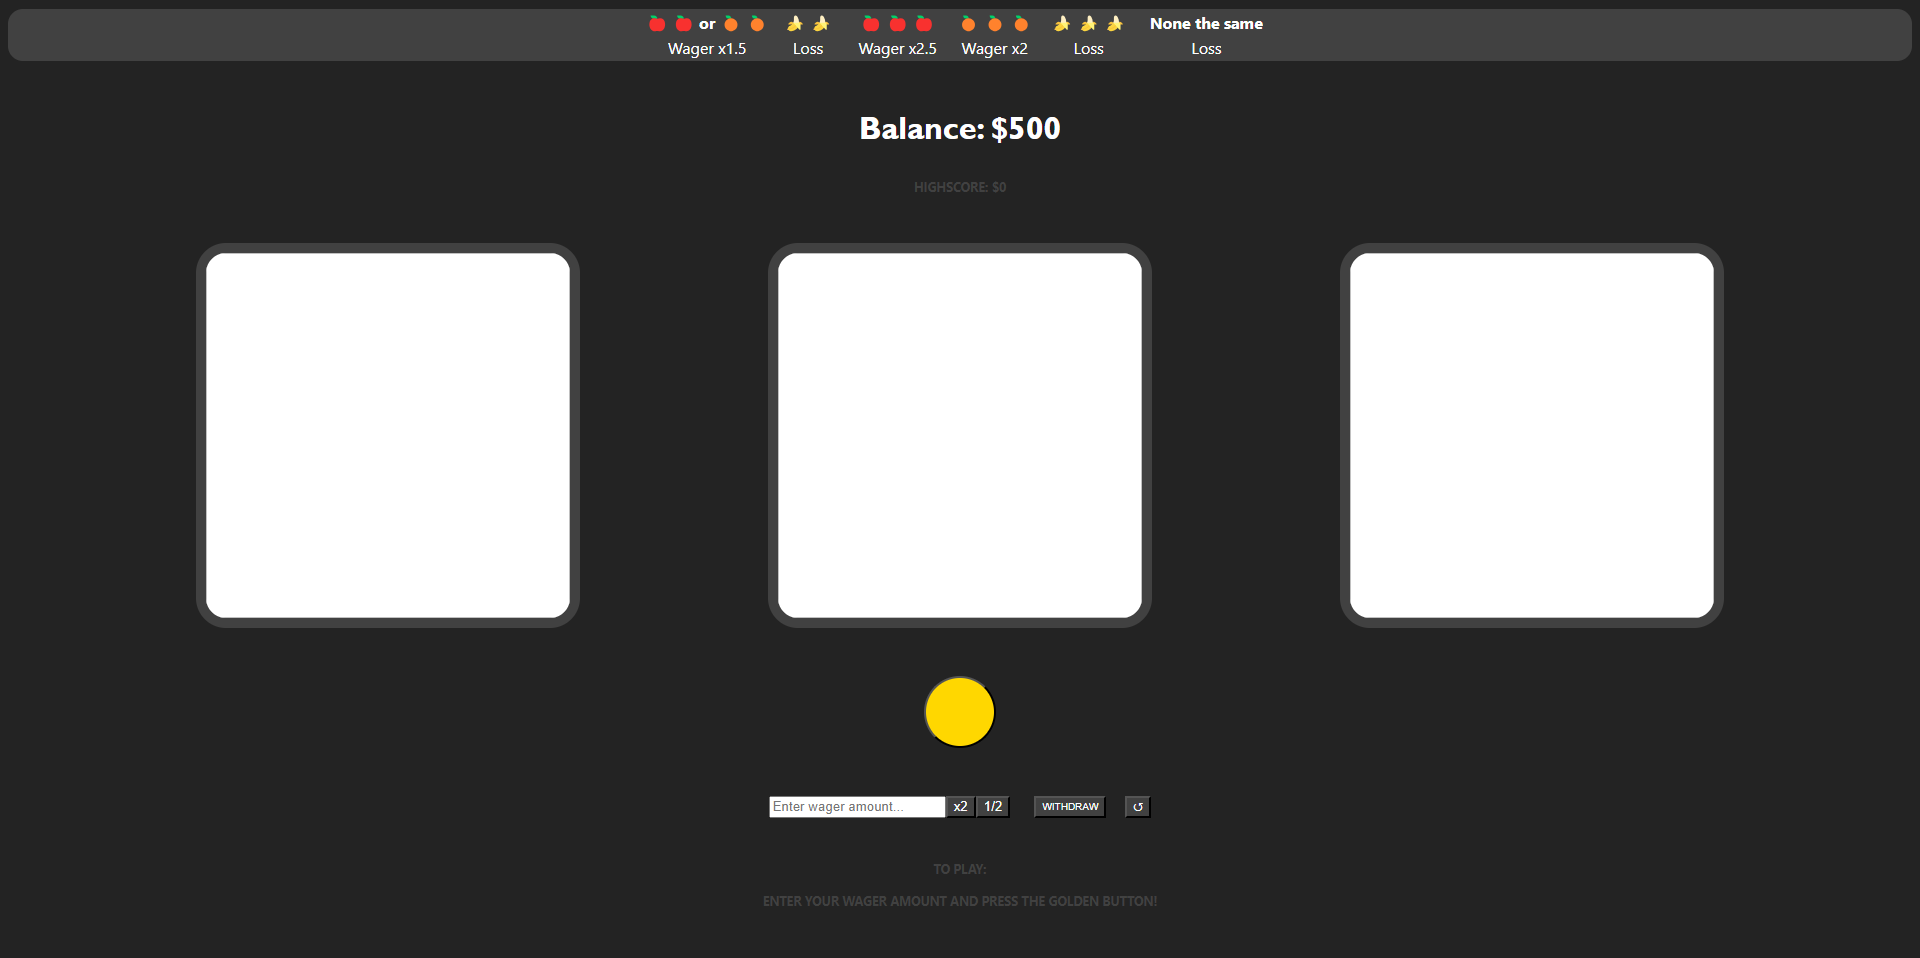 🍎 🍎 or 🍊 🍊 🍌 🍌 🍎 🍎 🍎 🍊 🍊 🍊 🍌 🍌 🍌 None the same
Wager x1.5 Loss Wager x2.5 Wager x2 Loss Loss
Balance: $500
HIGHSCORE: $0
Enter wager amount... x2 1/2 WITHDRAW ↺
TO PLAY:
ENTER YOUR WAGER AMOUNT AND PRESS THE GOLDEN BUTTON!